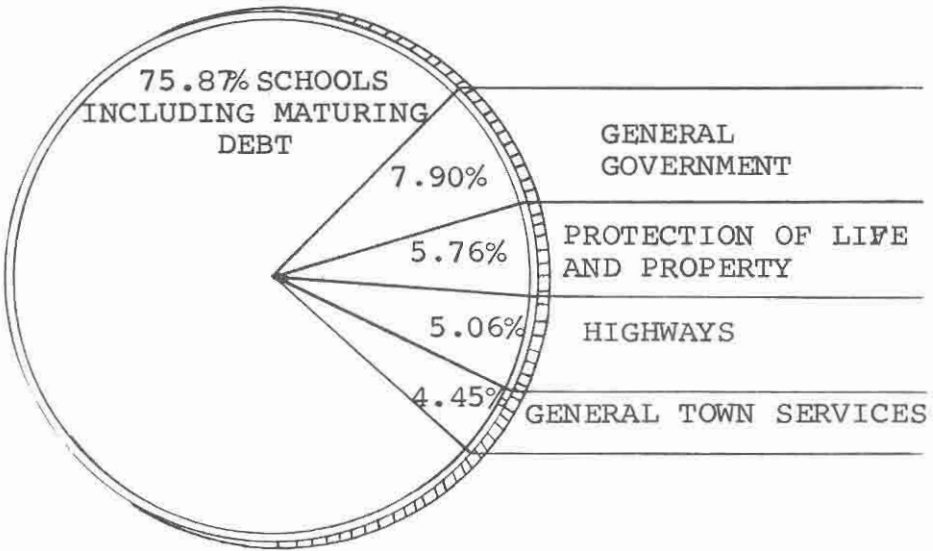 75.87% SCHOOLS
INCLUDING MATURING
DEBT
7.90%
GENERAL
GOVERNMENT
5.76%
PROTECTION OF LIFE
AND PROPERTY
5.06%
HIGHWAYS
4.45%
GENERAL TOWN SERVICES